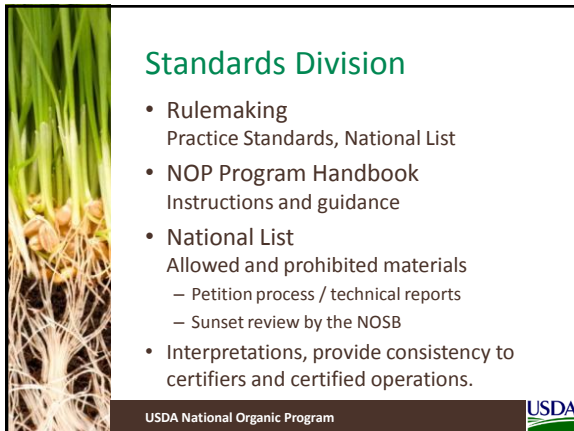 Standards Division
• Rulemaking
Practice Standards, National List
• NOP Program Handbook
Instructions and guidance
• National List
Allowed and prohibited materials
– Petition process / technical reports
– Sunset review by the NOSB
• Interpretations, provide consistency to
certifiers and certified operations.
USDA National Organic Program
USDA